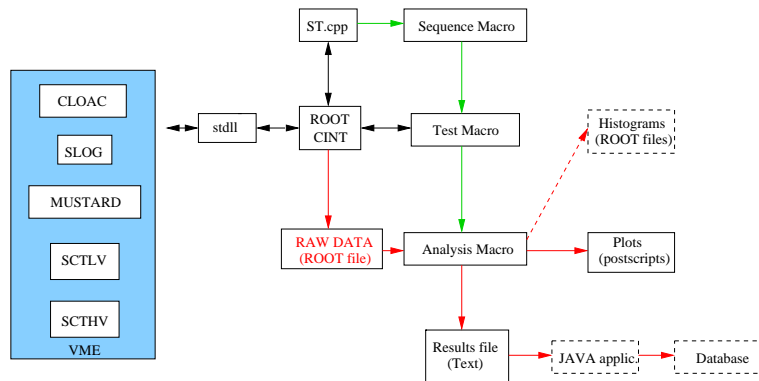 ST.cpp
Sequence Macro
CLOAC
SLOG
MUSTARD
SCTLV
SCTHV
VME
stdll
ROOT
CINT
Test Macro
Histograms
(ROOT files)
RAW DATA
(ROOT file)
Analysis Macro
Plots
(postscripts)
Results file
(Text)
JAVA applic.
Database